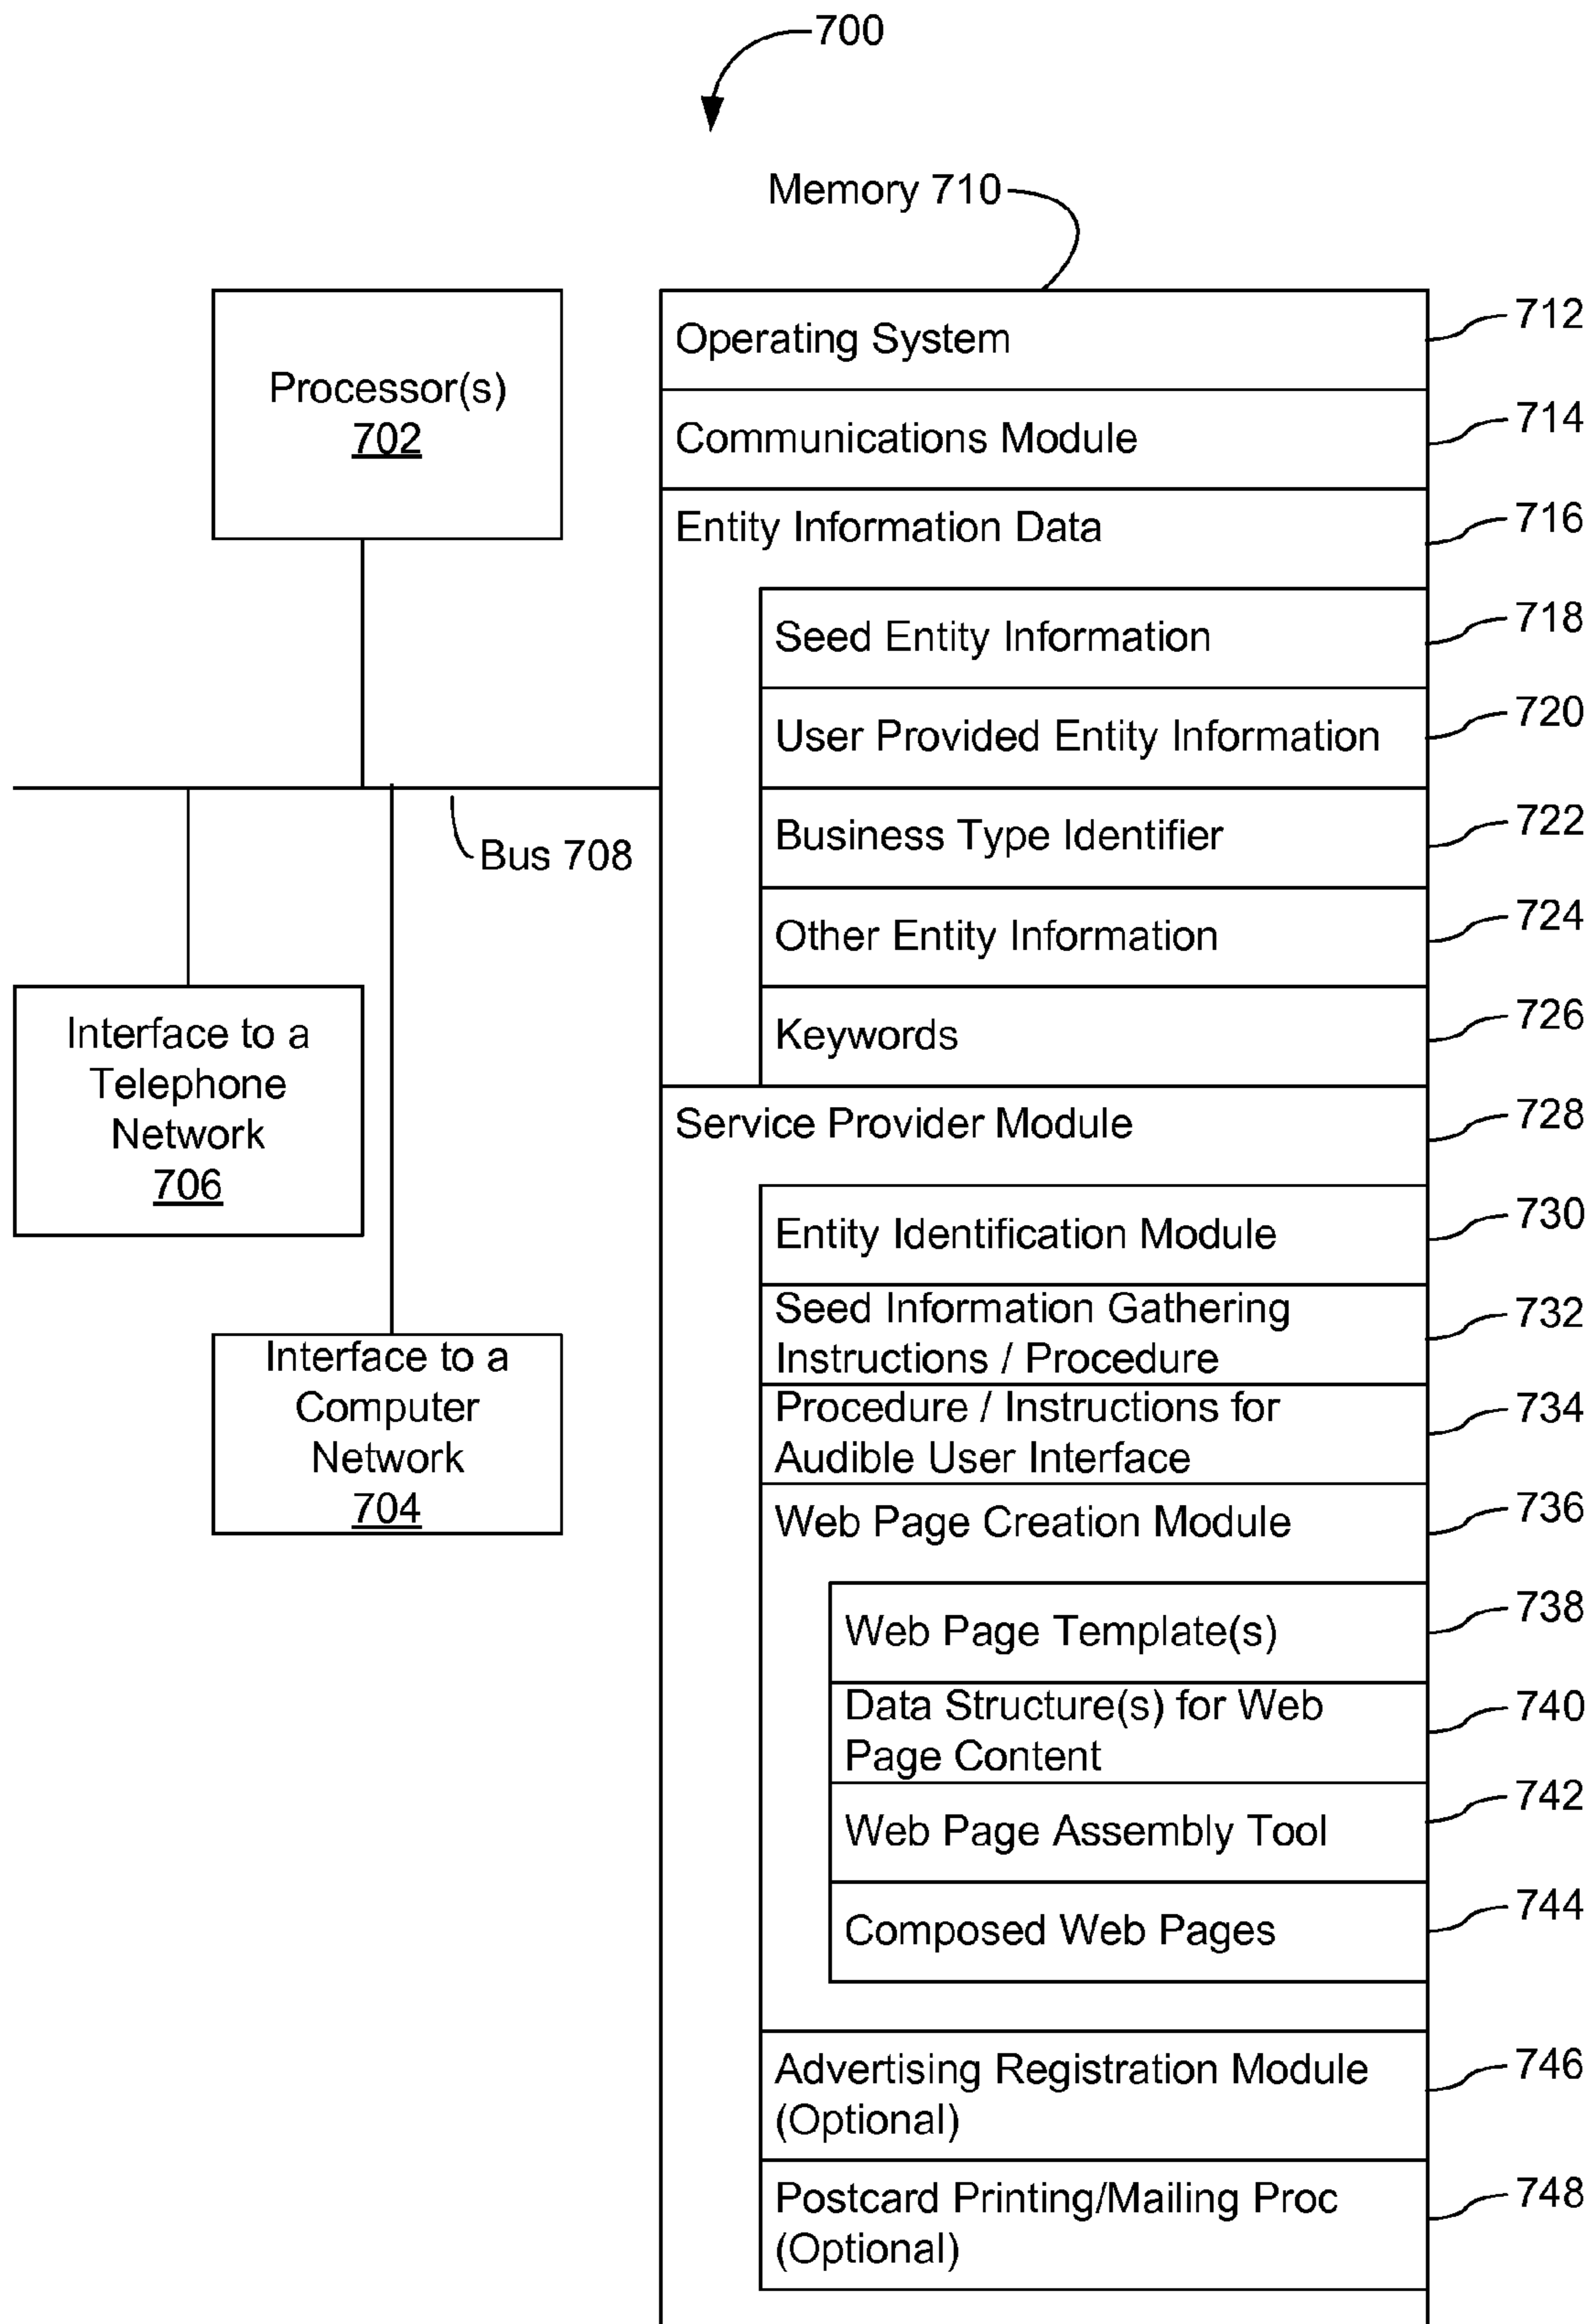 700
Memory 710
Processor(s)
702
Bus 708
Interface to a
Telephone
Network
706
Interface to a
Computer
Network
704
Operating System
712
Communications Module
714
Entity Information Data
716
Seed Entity Information
718
User Provided Entity Information
720
Business Type Identifier
722
Other Entity Information
724
Keywords
726
Service Provider Module
728
Entity Identification Module
730
Seed Information Gathering
Instructions / Procedure
732
Procedure / Instructions for
Audible User Interface
734
Web Page Creation Module
736
Web Page Template(s)
738
Data Structure(s) for Web
Page Content
740
Web Page Assembly Tool
742
Composed Web Pages
744
Advertising Registration Module
(Optional)
746
Postcard Printing/Mailing Proc
(Optional)
748